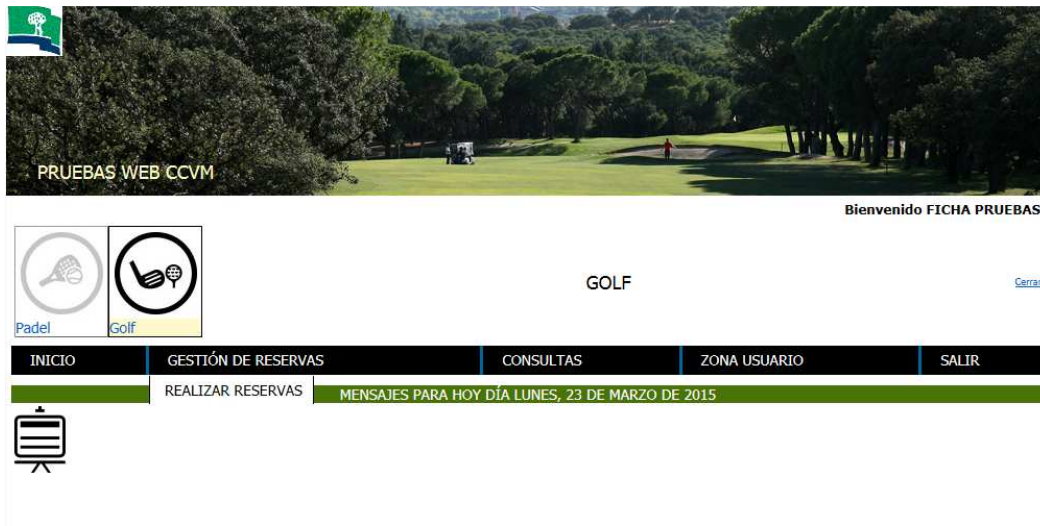 PRUEBAS WEB CCVM
Bienvenido FICHA PRUEBAS
Padel
Golf
GOLF
Cerrar
INICIO GESTIÓN DE RESERVAS CONSULTAS ZONA USUARIO SALIR
REALIZAR RESERVAS
MENSAJES PARA HOY DÍA LUNES, 23 DE MARZO DE 2015